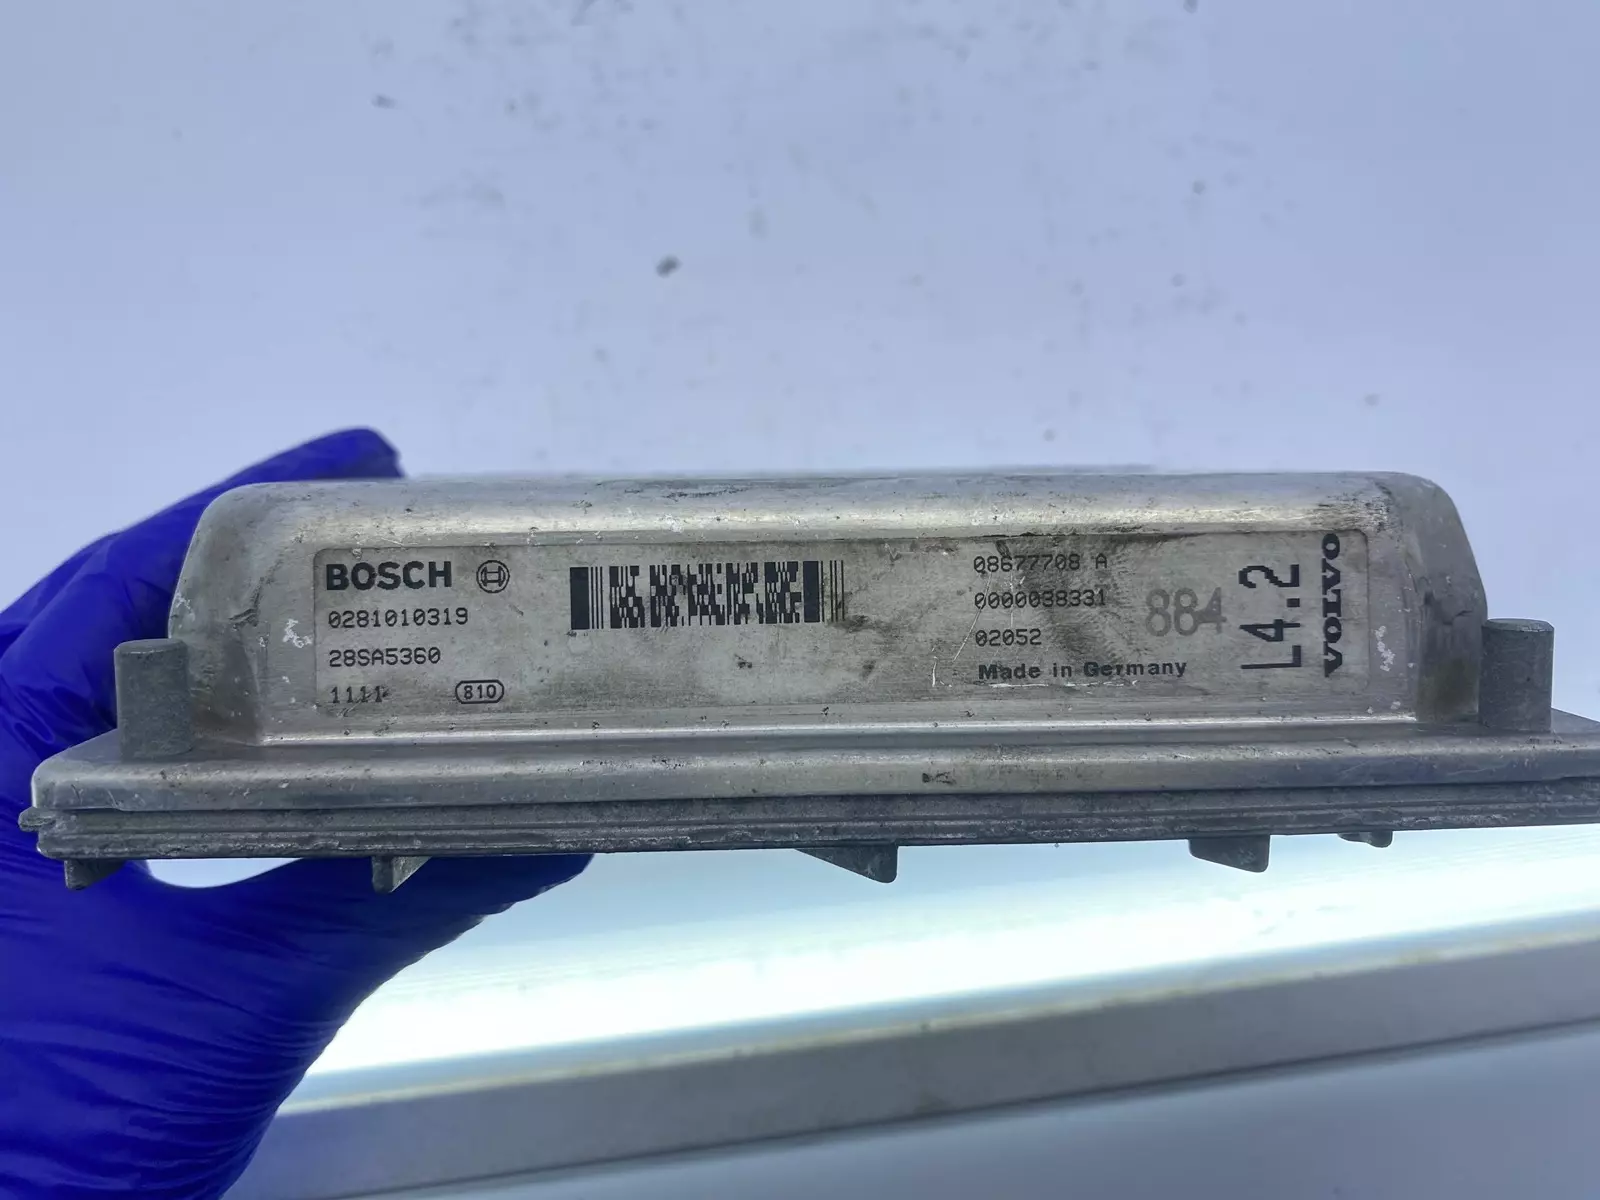 BOSCH
0281010319
28SA5360
1111
810
08677708 A
0000038331
02052
Made in Germany
884
L4.2
VOLVO